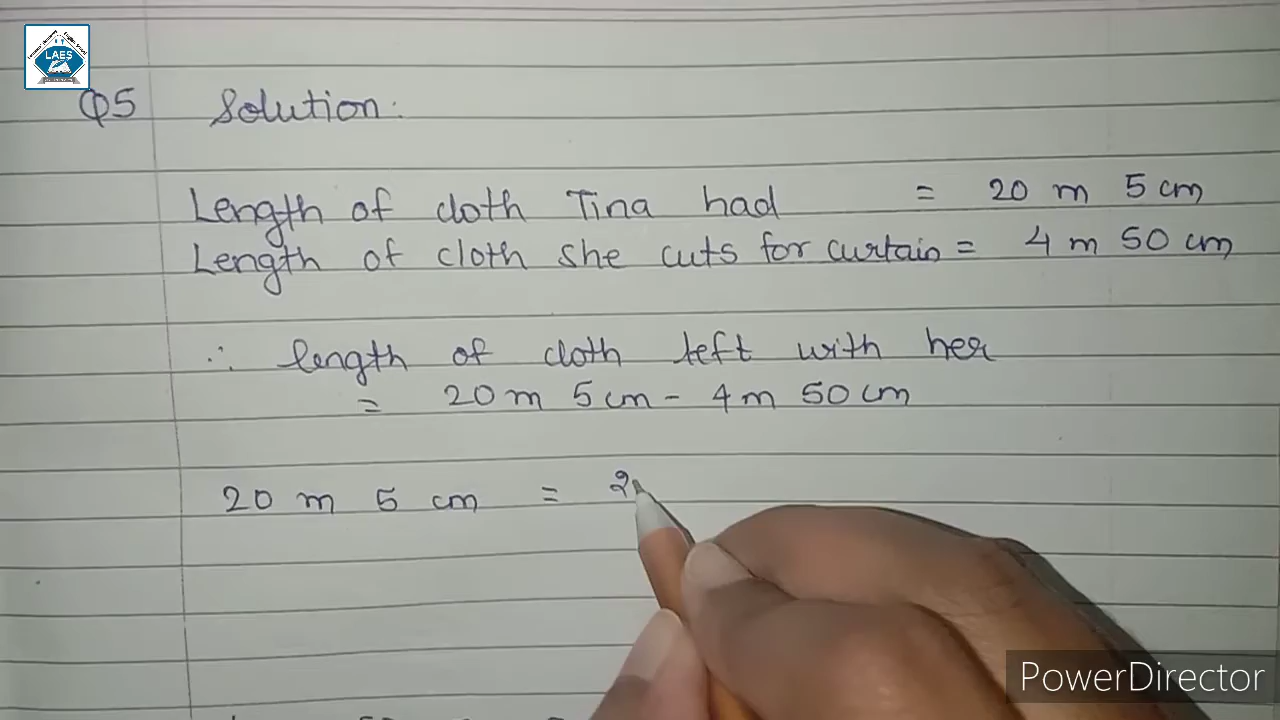 LAES
Q5 Solution:
Length of cloth Tina had = 20 m 5 cm
Length of cloth she cuts for curtain = 4 m 50 cm
∴ length of cloth left with her
= 20 m 5 cm - 4 m 50 cm
20 m 5 cm = 2
PowerDirector